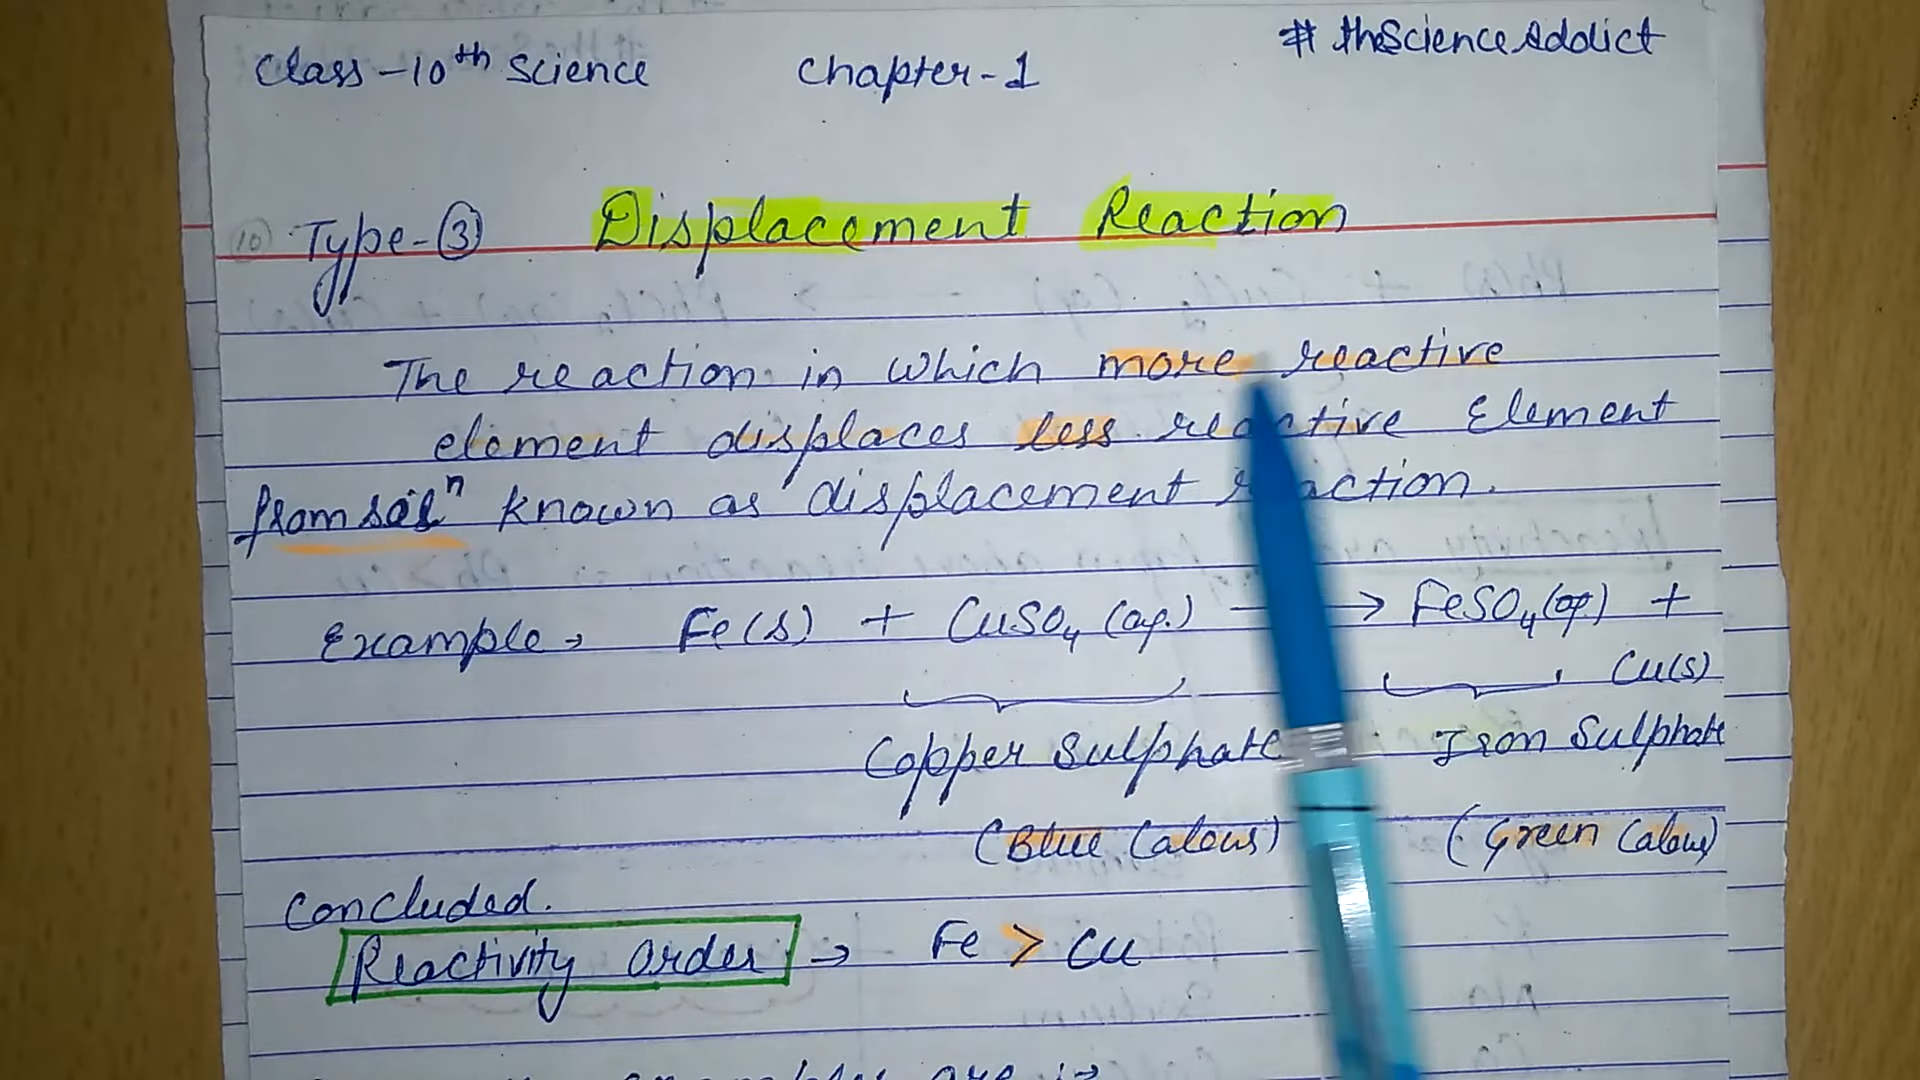 Class-10th Science Chapter-1 # theScienceAddict
Type-③ Displacement Reaction
The reaction in which more reactive
element displaces less reactive Element
from solⁿ known as displacement reaction.
Example → Fe(s) + CuSO₄ (aq.) → FeSO₄(aq) +
Cu(s)
Copper Sulphate Iron Sulphate
(Blue Colour) (Green Colour)
Concluded.
Reactivity Order → Fe > Cu